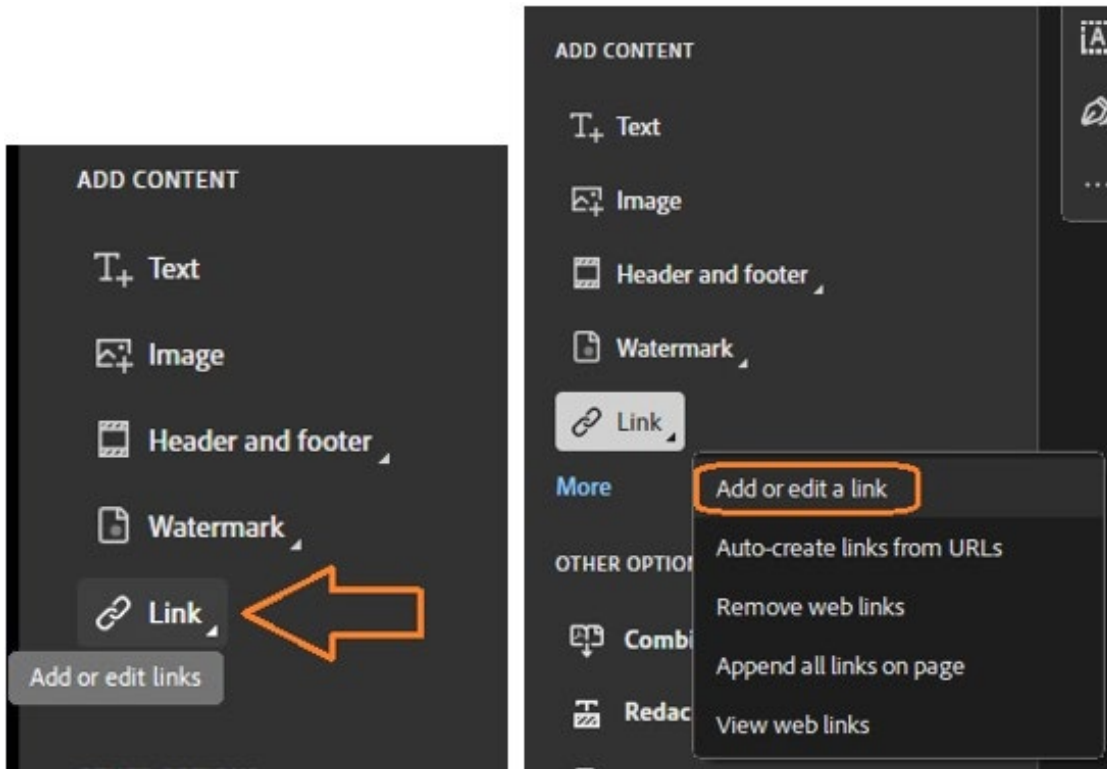 ADD CONTENT
Text
Image
Header and footer
Watermark
Link
Add or edit links
ADD CONTENT
Text
Image
Header and footer
Watermark
Link
More
Add or edit a link
Auto-create links from URLs
OTHER OPTIO
Remove web links
Combi
Append all links on page
Redac
View web links